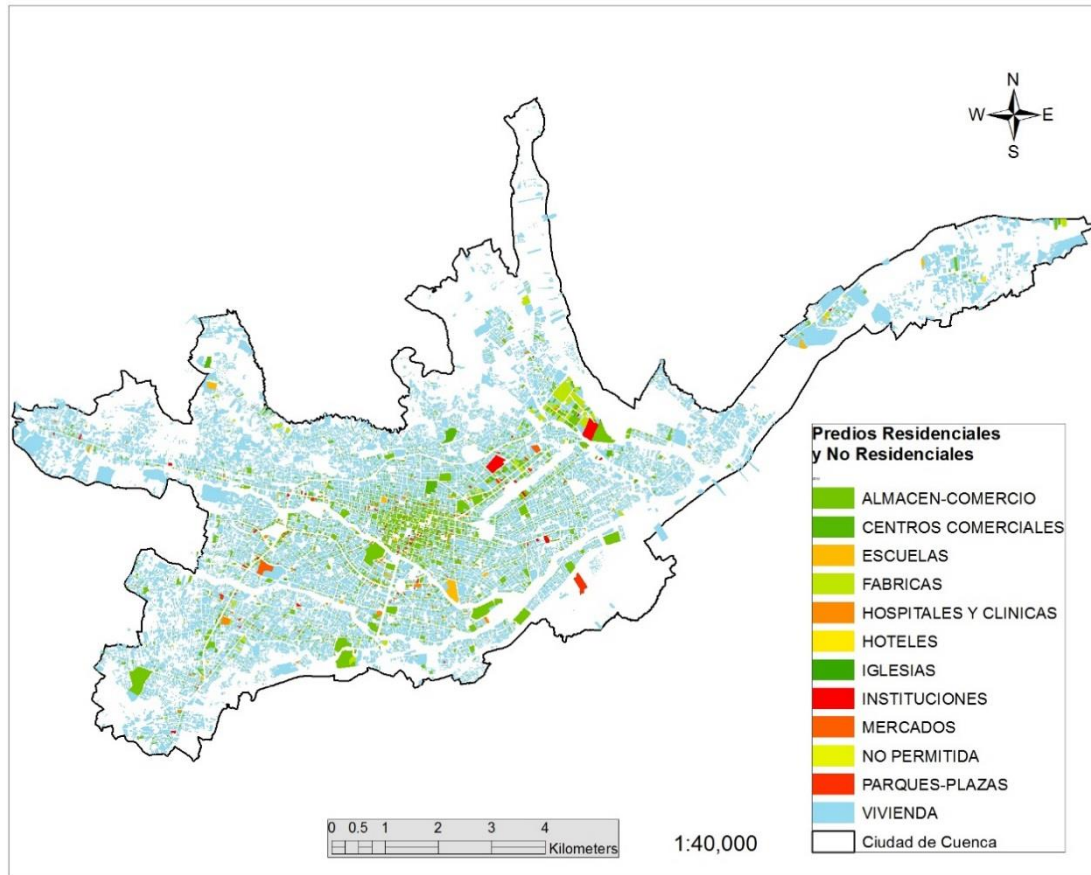 N
W E
S
Predios Residenciales
y No Residenciales
ALMACEN-COMERCIO
CENTROS COMERCIALES
ESCUELAS
FABRICAS
HOSPITALES Y CLINICAS
HOTELES
IGLESIAS
INSTITUCIONES
MERCADOS
NO PERMITIDA
PARQUES-PLAZAS
VIVIENDA
Ciudad de Cuenca
0 0.5 1 2 3 4
Kilometers
1:40,000